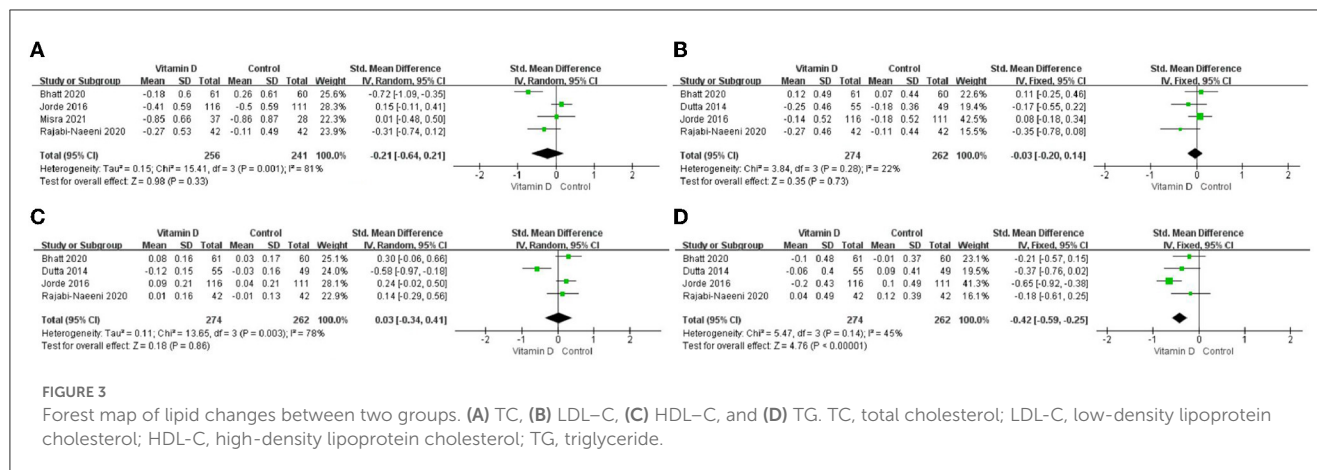 A
Vitamin D Control Std. Mean Difference Std. Mean Difference
Study or Subgroup Mean SD Total Mean SD Total Weight IV, Random, 95% CI IV, Random, 95% CI
Bhatt 2020 -0.18 0.6 61 0.26 0.61 60 25.6% -0.72 [-1.09, -0.35]
Jorde 2016 -0.41 0.59 116 -0.5 0.59 111 28.3% 0.15 [-0.11, 0.41]
Misra 2021 -0.85 0.66 37 -0.86 0.87 28 22.3% 0.01 [-0.48, 0.50]
Rajabi-Naeeni 2020 -0.27 0.53 42 -0.11 0.49 42 23.9% -0.31 [-0.74, 0.12]
Total (95% CI) 256 241 100.0% -0.21 [-0.64, 0.21]
Heterogeneity: Tau² = 0.15; Chi² = 15.41, df = 3 (P = 0.001); I² = 81%
Test for overall effect: Z = 0.98 (P = 0.33)
-2 -1 0 1 2
Vitamin D Control
B
Vitamin D Control Std. Mean Difference Std. Mean Difference
Study or Subgroup Mean SD Total Mean SD Total Weight IV, Fixed, 95% CI IV, Fixed, 95% CI
Bhatt 2020 0.12 0.49 61 0.07 0.44 60 22.6% 0.11 [-0.25, 0.46]
Dutta 2014 -0.25 0.46 55 -0.18 0.36 49 19.4% -0.17 [-0.55, 0.22]
Jorde 2016 -0.14 0.52 116 -0.18 0.52 111 42.5% 0.08 [-0.18, 0.34]
Rajabi-Naeeni 2020 -0.27 0.46 42 -0.11 0.44 42 15.5% -0.35 [-0.78, 0.08]
Total (95% CI) 274 262 100.0% -0.03 [-0.20, 0.14]
Heterogeneity: Chi² = 3.84, df = 3 (P = 0.28); I² = 22%
Test for overall effect: Z = 0.35 (P = 0.73)
-2 -1 0 1 2
Vitamin D Control
C
Vitamin D Control Std. Mean Difference Std. Mean Difference
Study or Subgroup Mean SD Total Mean SD Total Weight IV, Random, 95% CI IV, Random, 95% CI
Bhatt 2020 0.08 0.16 61 0.03 0.17 60 25.1% 0.30 [-0.06, 0.66]
Dutta 2014 -0.12 0.15 55 -0.03 0.16 49 24.0% -0.58 [-0.97, -0.18]
Jorde 2016 0.09 0.21 116 0.04 0.21 111 28.0% 0.24 [-0.02, 0.50]
Rajabi-Naeeni 2020 0.01 0.16 42 -0.01 0.13 42 22.9% 0.14 [-0.29, 0.56]
Total (95% CI) 274 262 100.0% 0.03 [-0.34, 0.41]
Heterogeneity: Tau² = 0.11; Chi² = 13.65, df = 3 (P = 0.003); I² = 78%
Test for overall effect: Z = 0.18 (P = 0.86)
-2 -1 0 1 2
Vitamin D Control
D
Vitamin D Control Std. Mean Difference Std. Mean Difference
Study or Subgroup Mean SD Total Mean SD Total Weight IV, Fixed, 95% CI IV, Fixed, 95% CI
Bhatt 2020 -0.1 0.48 61 -0.01 0.37 60 23.1% -0.21 [-0.57, 0.15]
Dutta 2014 -0.06 0.4 55 0.09 0.41 49 19.5% -0.37 [-0.76, 0.02]
Jorde 2016 -0.2 0.43 116 0.1 0.49 111 41.3% -0.65 [-0.92, -0.38]
Rajabi-Naeeni 2020 0.04 0.49 42 0.12 0.39 42 16.1% -0.18 [-0.61, 0.25]
Total (95% CI) 274 262 100.0% -0.42 [-0.59, -0.25]
Heterogeneity: Chi² = 5.47, df = 3 (P = 0.14); I² = 45%
Test for overall effect: Z = 4.76 (P < 0.00001)
-2 -1 0 1 2
Vitamin D Control
FIGURE 3
Forest map of lipid changes between two groups. (A) TC, (B) LDL–C, (C) HDL–C, and (D) TG. TC, total cholesterol; LDL-C, low-density lipoprotein
cholesterol; HDL-C, high-density lipoprotein cholesterol; TG, triglyceride.